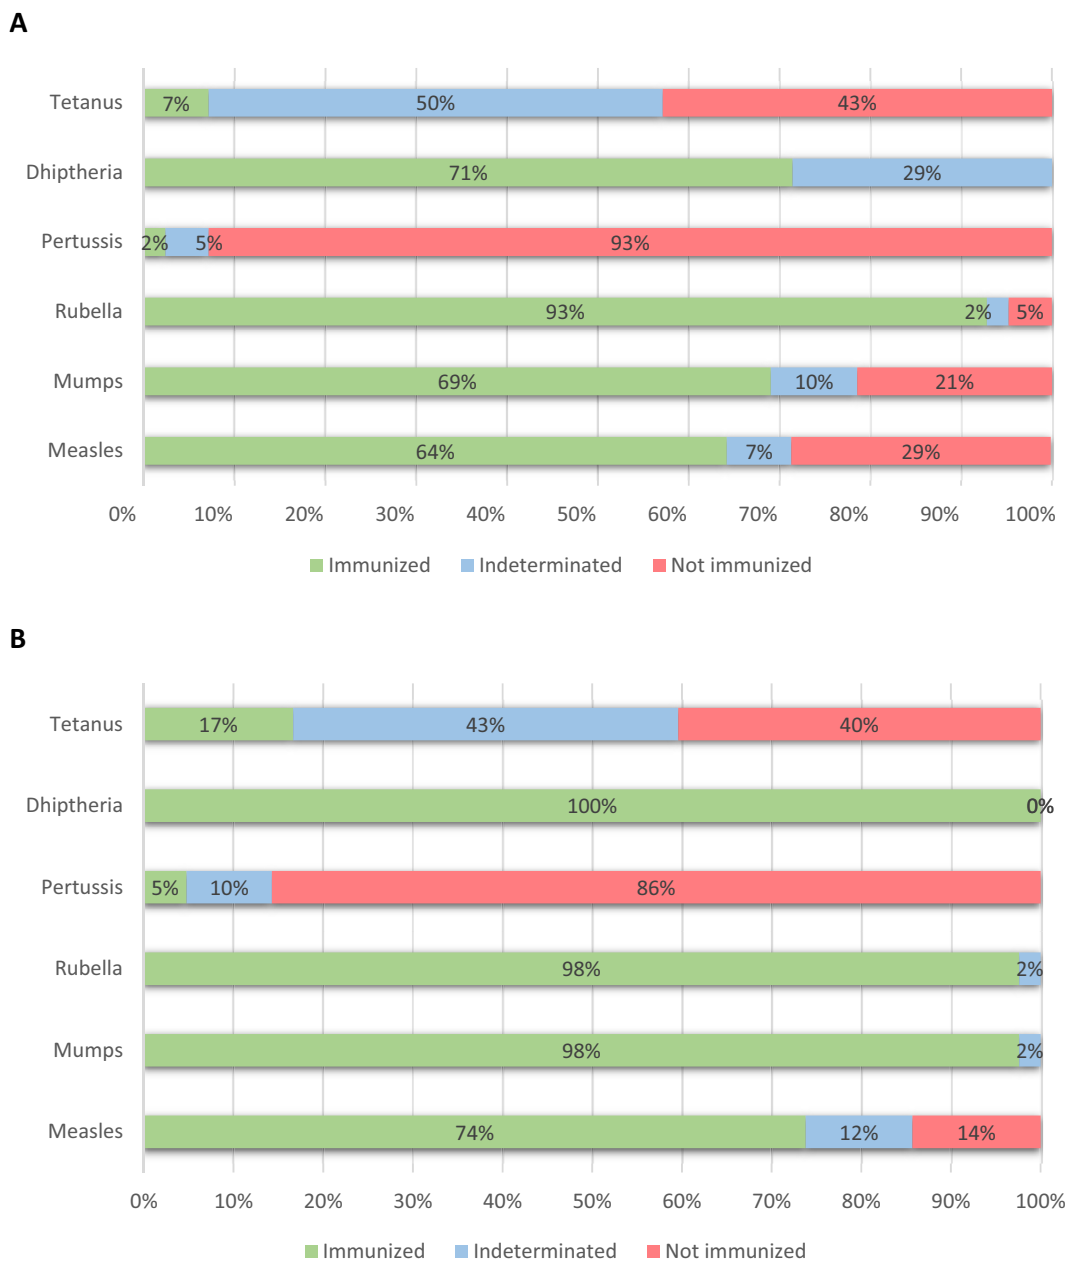 A
Tetanus 7% 50% 43%
Dhiptheria 71% 29%
Pertussis 2% 5% 93%
Rubella 93% 2% 5%
Mumps 69% 10% 21%
Measles 64% 7% 29%
0% 10% 20% 30% 40% 50% 60% 70% 80% 90% 100%
Immunized Indeterminated Not immunized
B
Tetanus 17% 43% 40%
Dhiptheria 100% 0%
Pertussis 5% 10% 86%
Rubella 98% 2%
Mumps 98% 2%
Measles 74% 12% 14%
0% 10% 20% 30% 40% 50% 60% 70% 80% 90% 100%
Immunized Indeterminated Not immunized